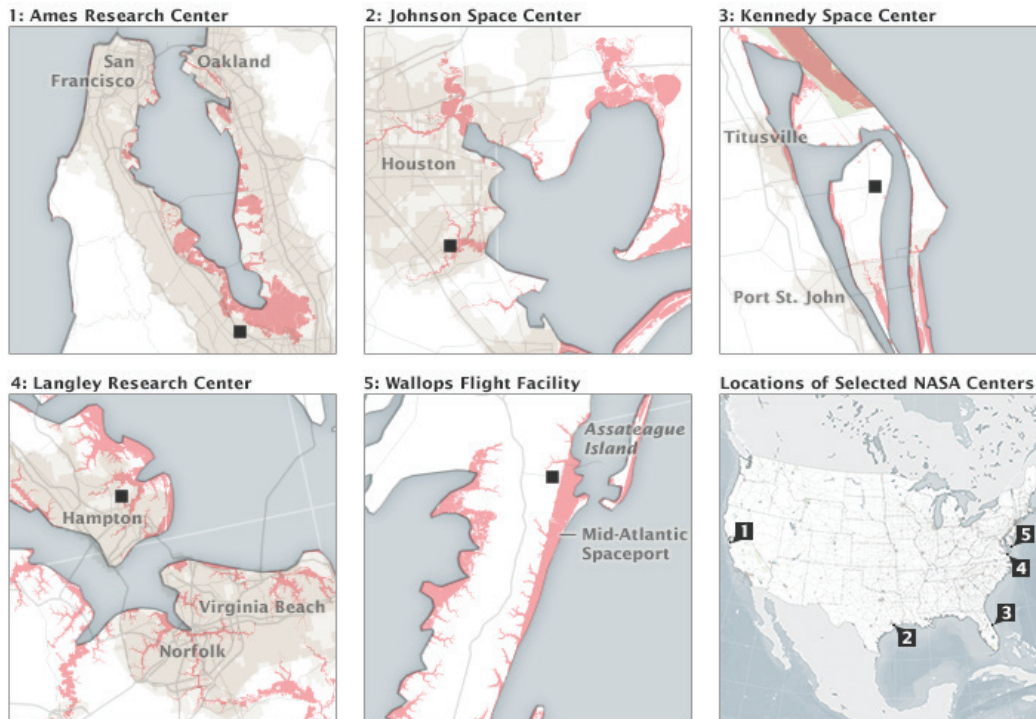 1: Ames Research Center
San
Francisco
Oakland
2: Johnson Space Center
Houston
3: Kennedy Space Center
Titusville
Port St. John
4: Langley Research Center
Hampton
Virginia Beach
Norfolk
5: Wallops Flight Facility
Assateague
Island
Mid-Atlantic
Spaceport
Locations of Selected NASA Centers
1
5
4
3
2